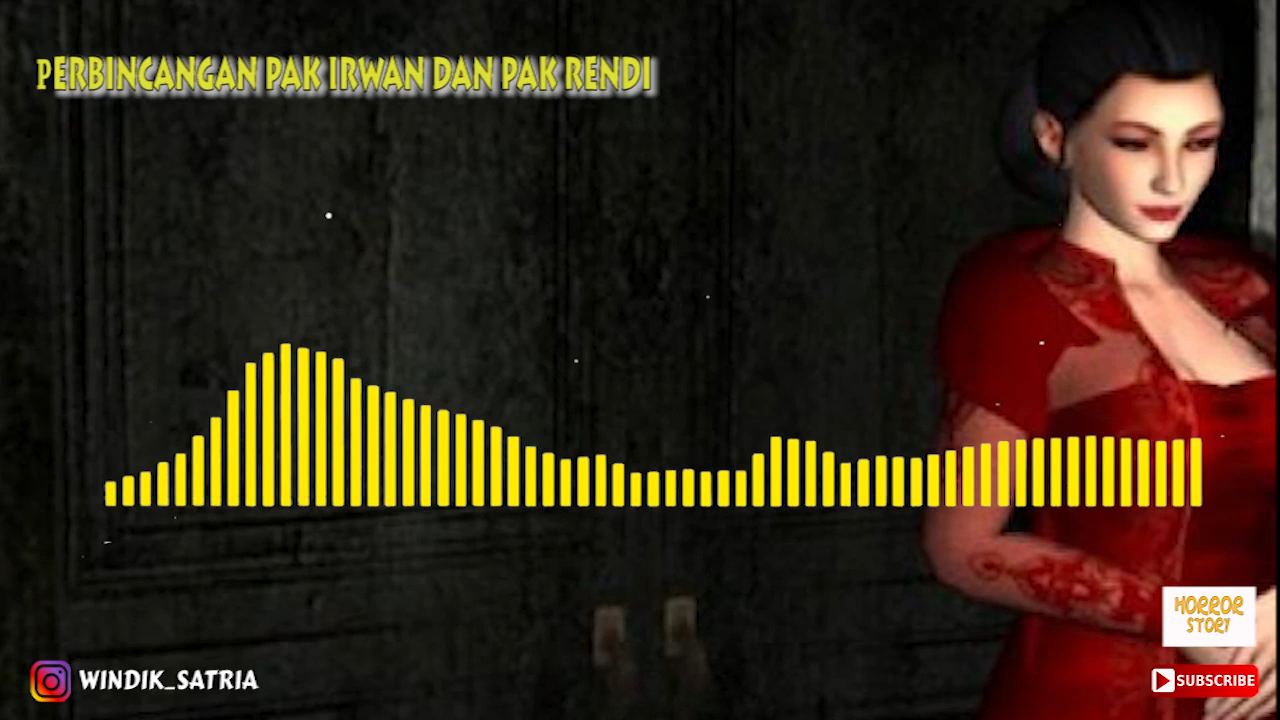 PERBINCANGAN PAK IRWAN DAN PAK RENDI
HORROR
STORY
WINDIK_SATRIA
SUBSCRIBE